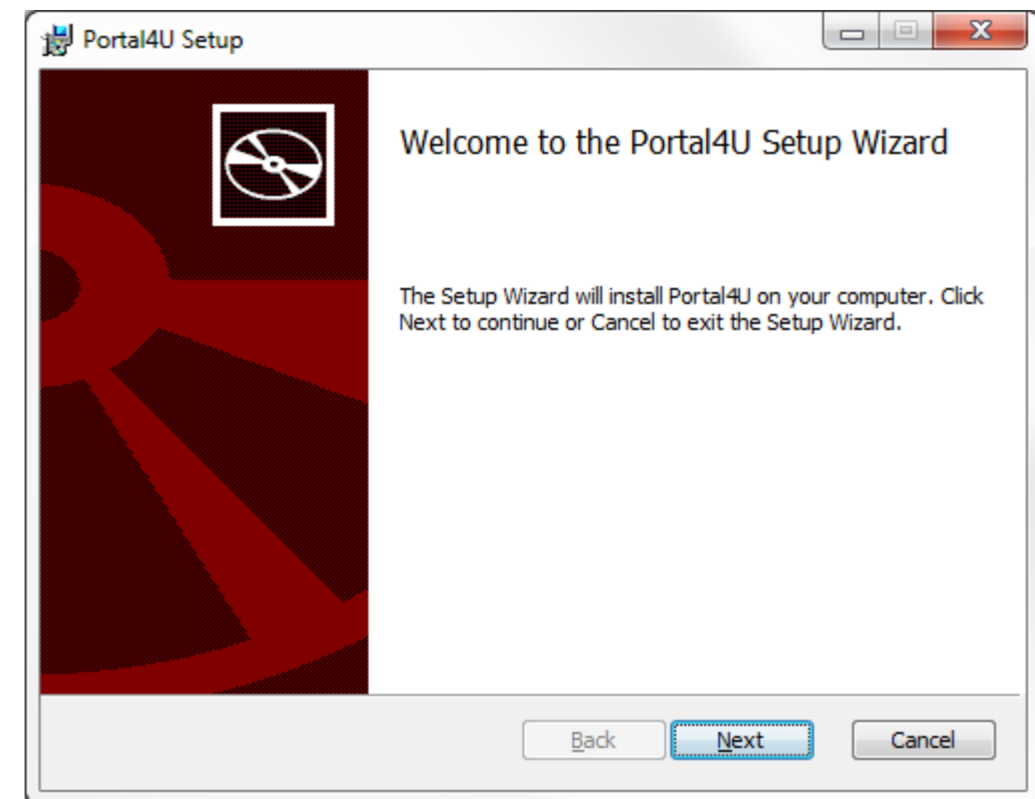 Portal4U Setup
Welcome to the Portal4U Setup Wizard
The Setup Wizard will install Portal4U on your computer. Click
Next to continue or Cancel to exit the Setup Wizard.
Back Next Cancel